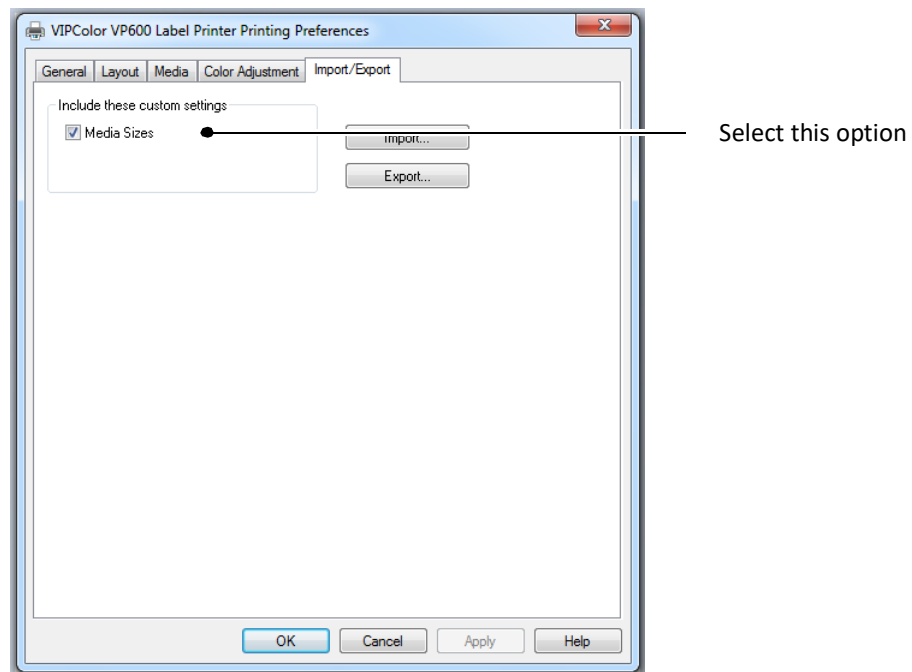 VIPColor VP600 Label Printer Printing Preferences
General Layout Media Color Adjustment Import/Export
Include these custom settings
Media Sizes
Import...
Select this option
Export...
OK Cancel Apply Help